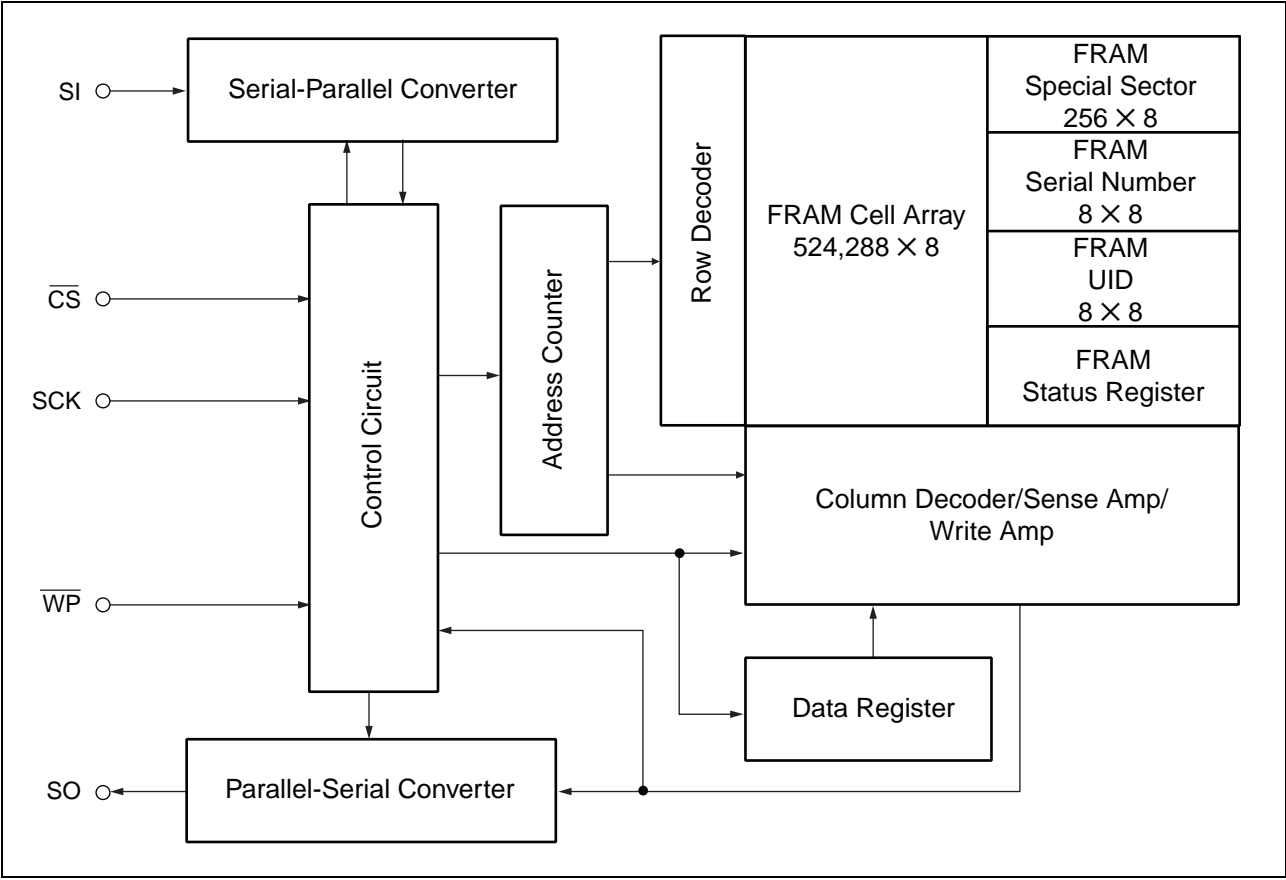 SI
Serial-Parallel Converter
CS
SCK
WP
SO
Control Circuit
Address Counter
Row Decoder
FRAM Cell Array
524,288 × 8
FRAM
Special Sector
256 × 8
FRAM
Serial Number
8 × 8
FRAM
UID
8 × 8
FRAM
Status Register
Column Decoder/Sense Amp/
Write Amp
Data Register
Parallel-Serial Converter